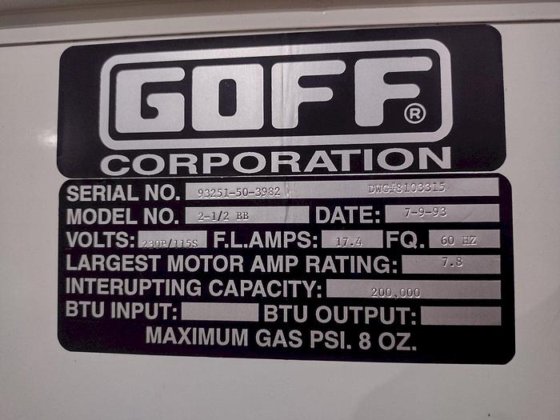 GOFF®
CORPORATION
SERIAL NO. 93251-50-3982 DWG#8103315
MODEL NO. 2-1/2 BB DATE: 7-9-93
VOLTS: 230P/115S F.L.AMPS: 17.4 FQ. 60 HZ
LARGEST MOTOR AMP RATING: 7.8
INTERUPTING CAPACITY: 200,000
BTU INPUT: BTU OUTPUT:
MAXIMUM GAS PSI. 8 OZ.